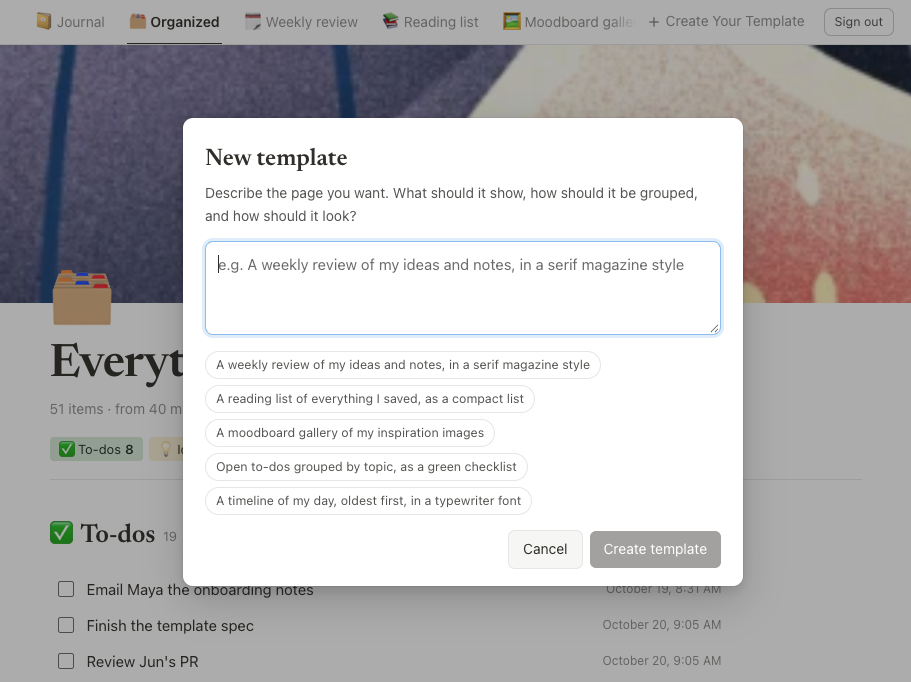 Journal
Organized
Weekly review
Reading list
Moodboard galle
+ Create Your Template
Sign out
New template
Describe the page you want. What should it show, how should it be grouped,
and how should it look?
e.g. A weekly review of my ideas and notes, in a serif magazine style
A weekly review of my ideas and notes, in a serif magazine style
A reading list of everything I saved, as a compact list
A moodboard gallery of my inspiration images
Open to-dos grouped by topic, as a green checklist
A timeline of my day, oldest first, in a typewriter font
Cancel
Create template
Everyt
51 items · from 40 m
To-dos 8
To-dos 19
Email Maya the onboarding notes
October 19, 8:31 AM
Finish the template spec
October 20, 9:05 AM
Review Jun's PR
October 20, 9:05 AM